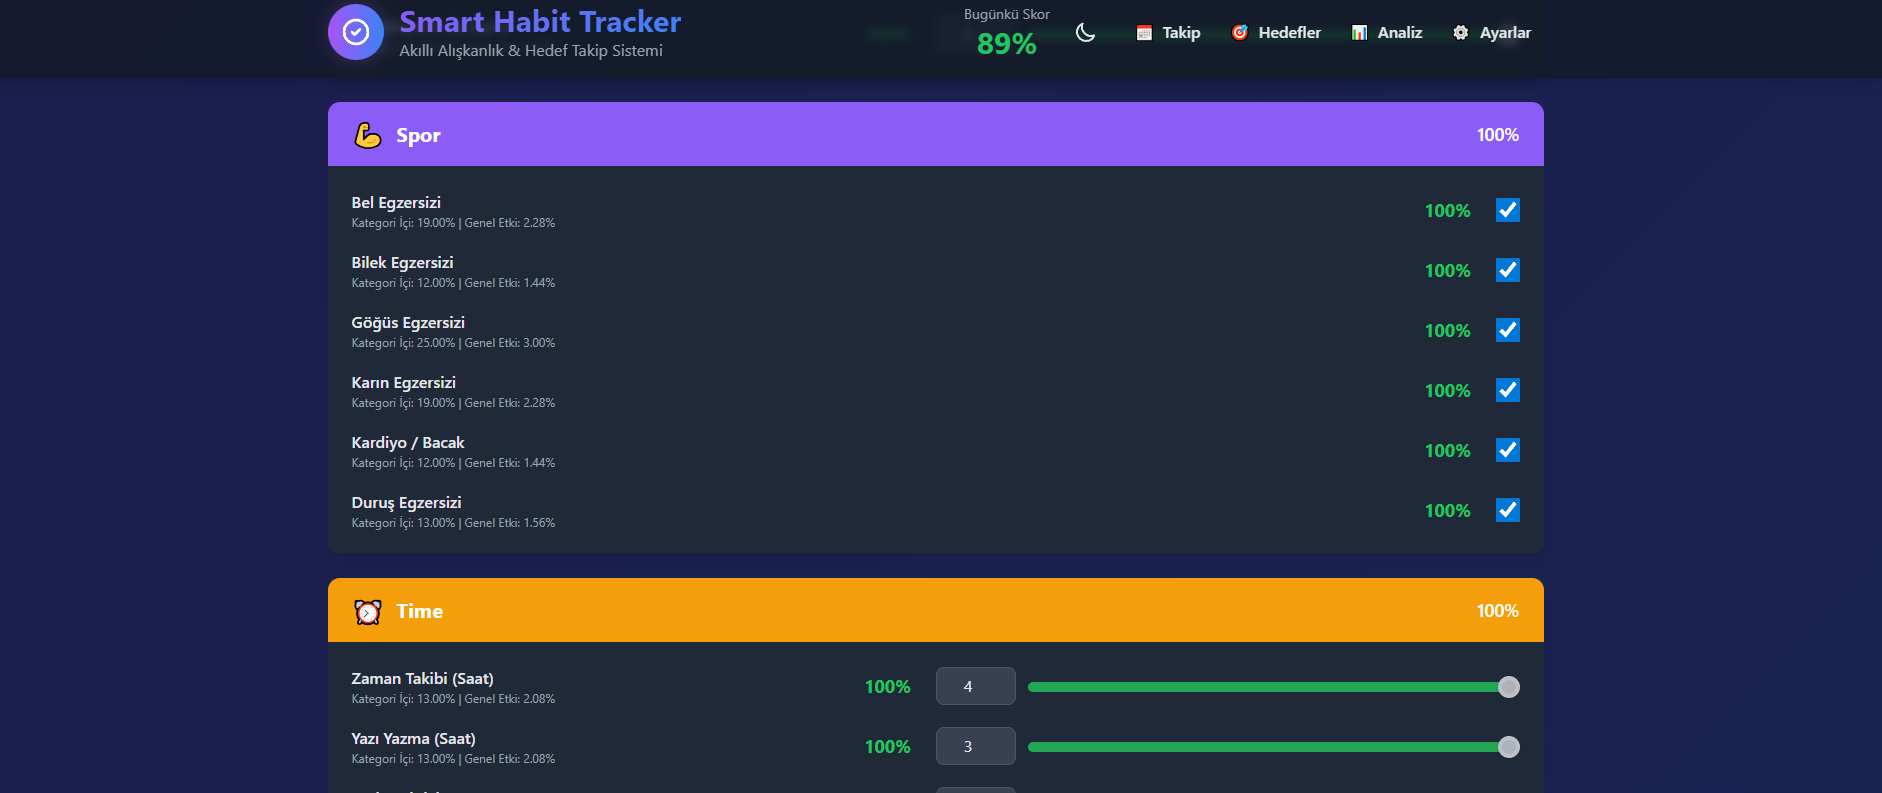 Smart Habit Tracker
Akıllı Alışkanlık & Hedef Takip Sistemi
Bugünkü Skor
89%
Takip
Hedefler
Analiz
Ayarlar
Spor
100%
Bel Egzersizi
Kategori İçi: 19.00% | Genel Etki: 2.28%
100%
Bilek Egzersizi
Kategori İçi: 12.00% | Genel Etki: 1.44%
100%
Göğüs Egzersizi
Kategori İçi: 25.00% | Genel Etki: 3.00%
100%
Karın Egzersizi
Kategori İçi: 19.00% | Genel Etki: 2.28%
100%
Kardiyo / Bacak
Kategori İçi: 12.00% | Genel Etki: 1.44%
100%
Duruş Egzersizi
Kategori İçi: 13.00% | Genel Etki: 1.56%
100%
Time
100%
Zaman Takibi (Saat)
Kategori İçi: 13.00% | Genel Etki: 2.08%
100%
4
Yazı Yazma (Saat)
Kategori İçi: 13.00% | Genel Etki: 2.08%
100%
3